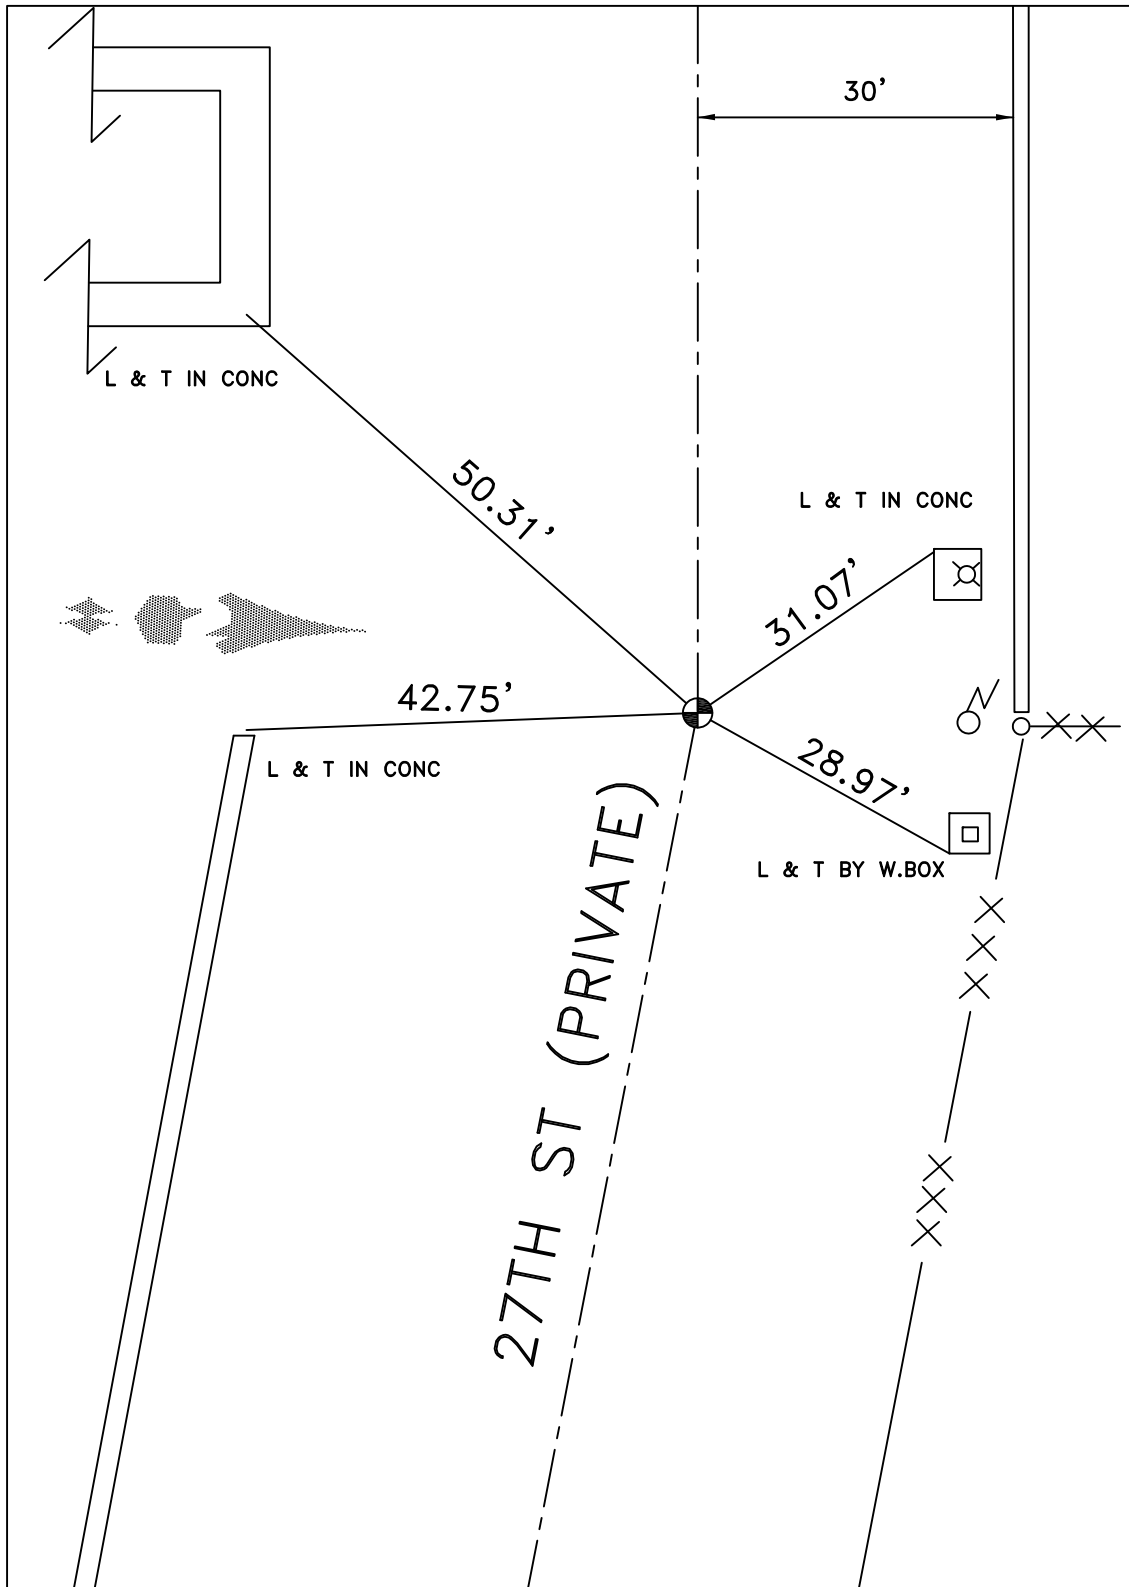 30'
L & T IN CONC
50.31'
L & T IN CONC
31.07'
42.75'
L & T IN CONC
28.97'
L & T BY W.BOX
27TH ST (PRIVATE)